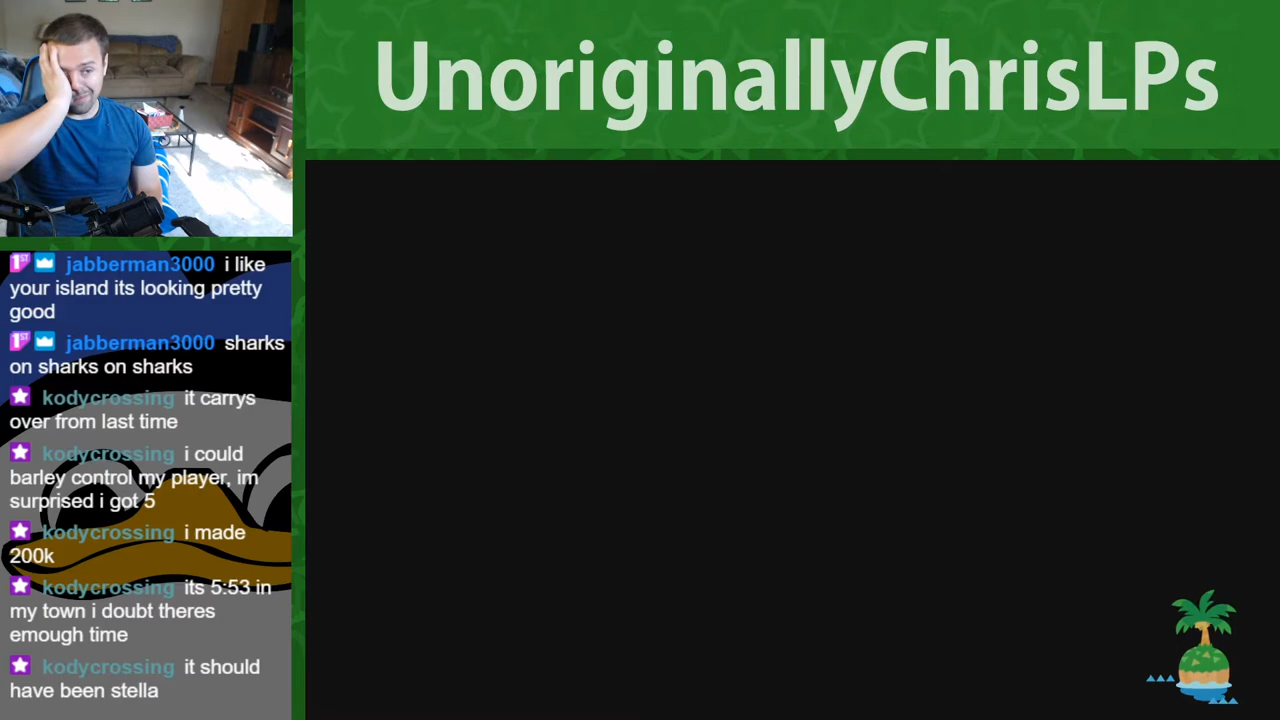 UnoriginallyChrisLPs
jabberman3000 i like
your island its looking pretty
good
jabberman3000 sharks
on sharks on sharks
kodycrossing it carrys
over from last time
kodycrossing i could
barley control my player, im
surprised i got 5
kodycrossing i made
200k
kodycrossing its 5:53 in
my town i doubt theres
emough time
kodycrossing it should
have been stella